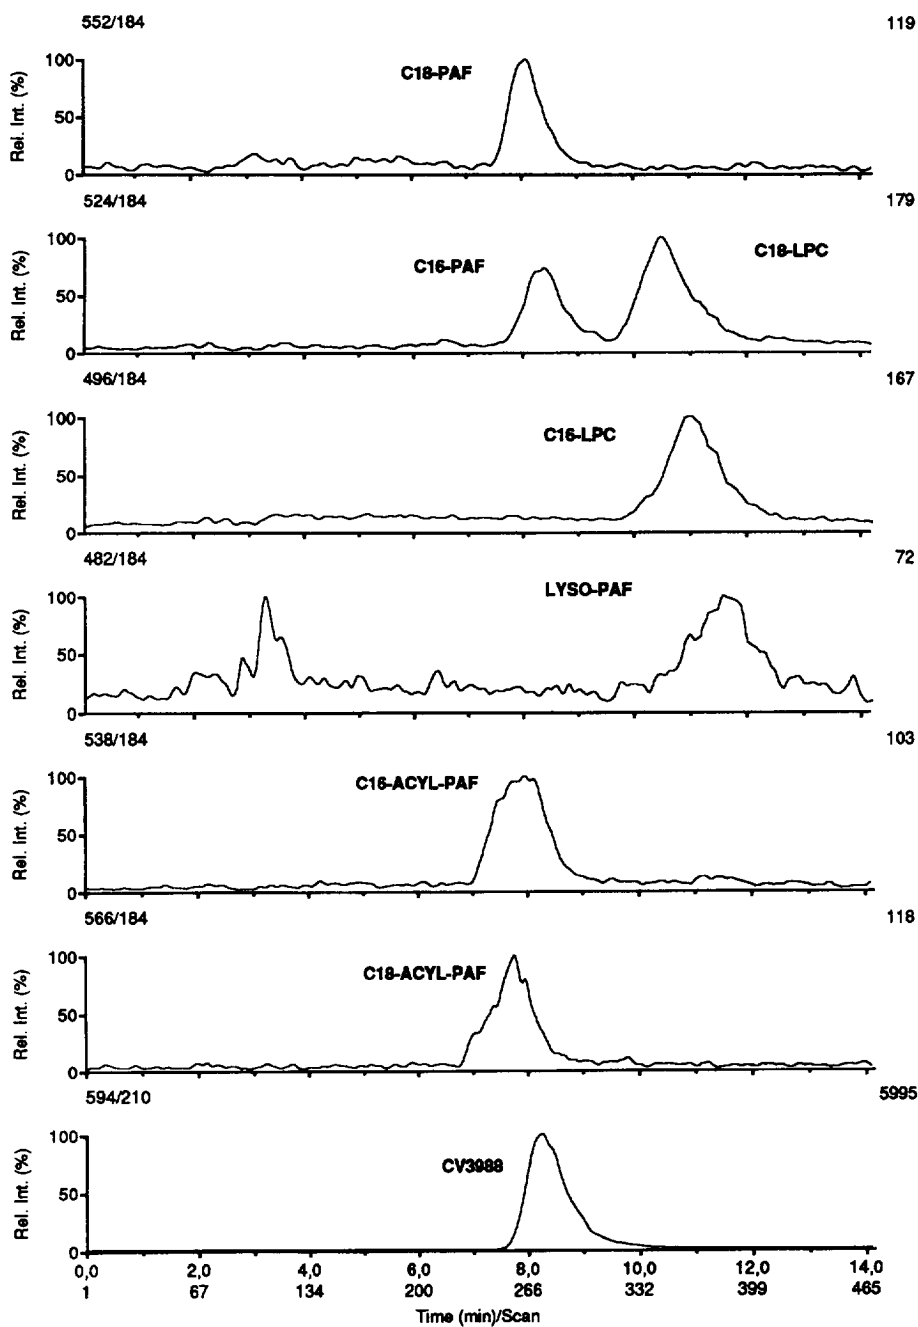 552/184 119
100
C18-PAF
Rel. Int. (%)
50
0
524/184 179
100
C18-LPC
C16-PAF
Rel. Int. (%)
50
0
496/184 167
100
C16-LPC
Rel. Int. (%)
50
0
482/184 72
LYSO-PAF
100
Rel. Int. (%)
50
0
538/184 103
100
C16-ACYL-PAF
Rel. Int. (%)
50
0
566/184 118
100
C18-ACYL-PAF
Rel. Int. (%)
50
0
594/210 5995
100
CV3988
Rel. Int. (%)
50
0
0,0 2,0 4,0 6,0 8,0 10,0 12,0 14,0
1 67 134 200 266 332 399 465
Time (min)/Scan